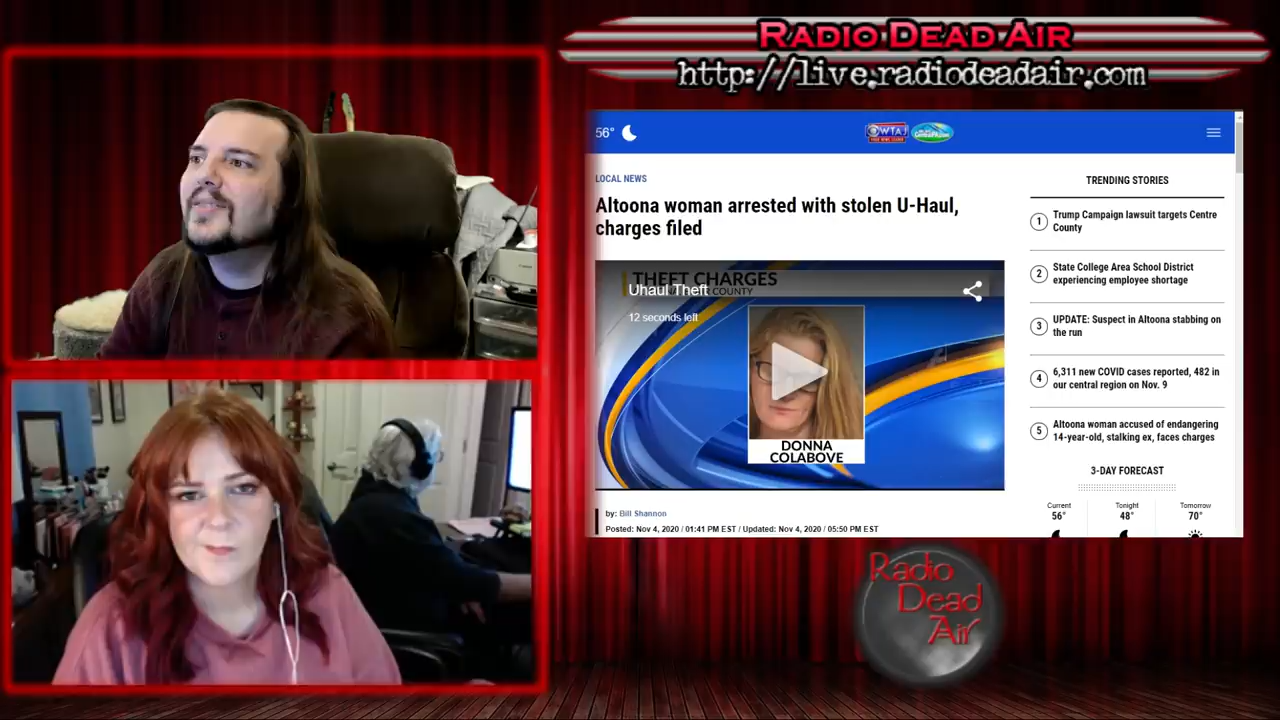 RADIO DEAD AIR
http://live.radiodeadair.com
56°
WTAJ
LOCAL NEWS
Altoona woman arrested with stolen U-Haul,
charges filed
THEFT CHARGES
COUNTY
Uhaul Theft
12 seconds left
DONNA
COLABOVE
by: Bill Shannon
Posted: Nov 4, 2020 / 01:41 PM EST / Updated: Nov 4, 2020 / 05:50 PM EST
TRENDING STORIES
1 Trump Campaign lawsuit targets Centre
County
2 State College Area School District
experiencing employee shortage
3 UPDATE: Suspect in Altoona stabbing on
the run
4 6,311 new COVID cases reported, 482 in
our central region on Nov. 9
5 Altoona woman accused of endangering
14-year-old, stalking ex, faces charges
3-DAY FORECAST
Current Tonight Tomorrow
56° 48° 70°
Radio
Dead
Air